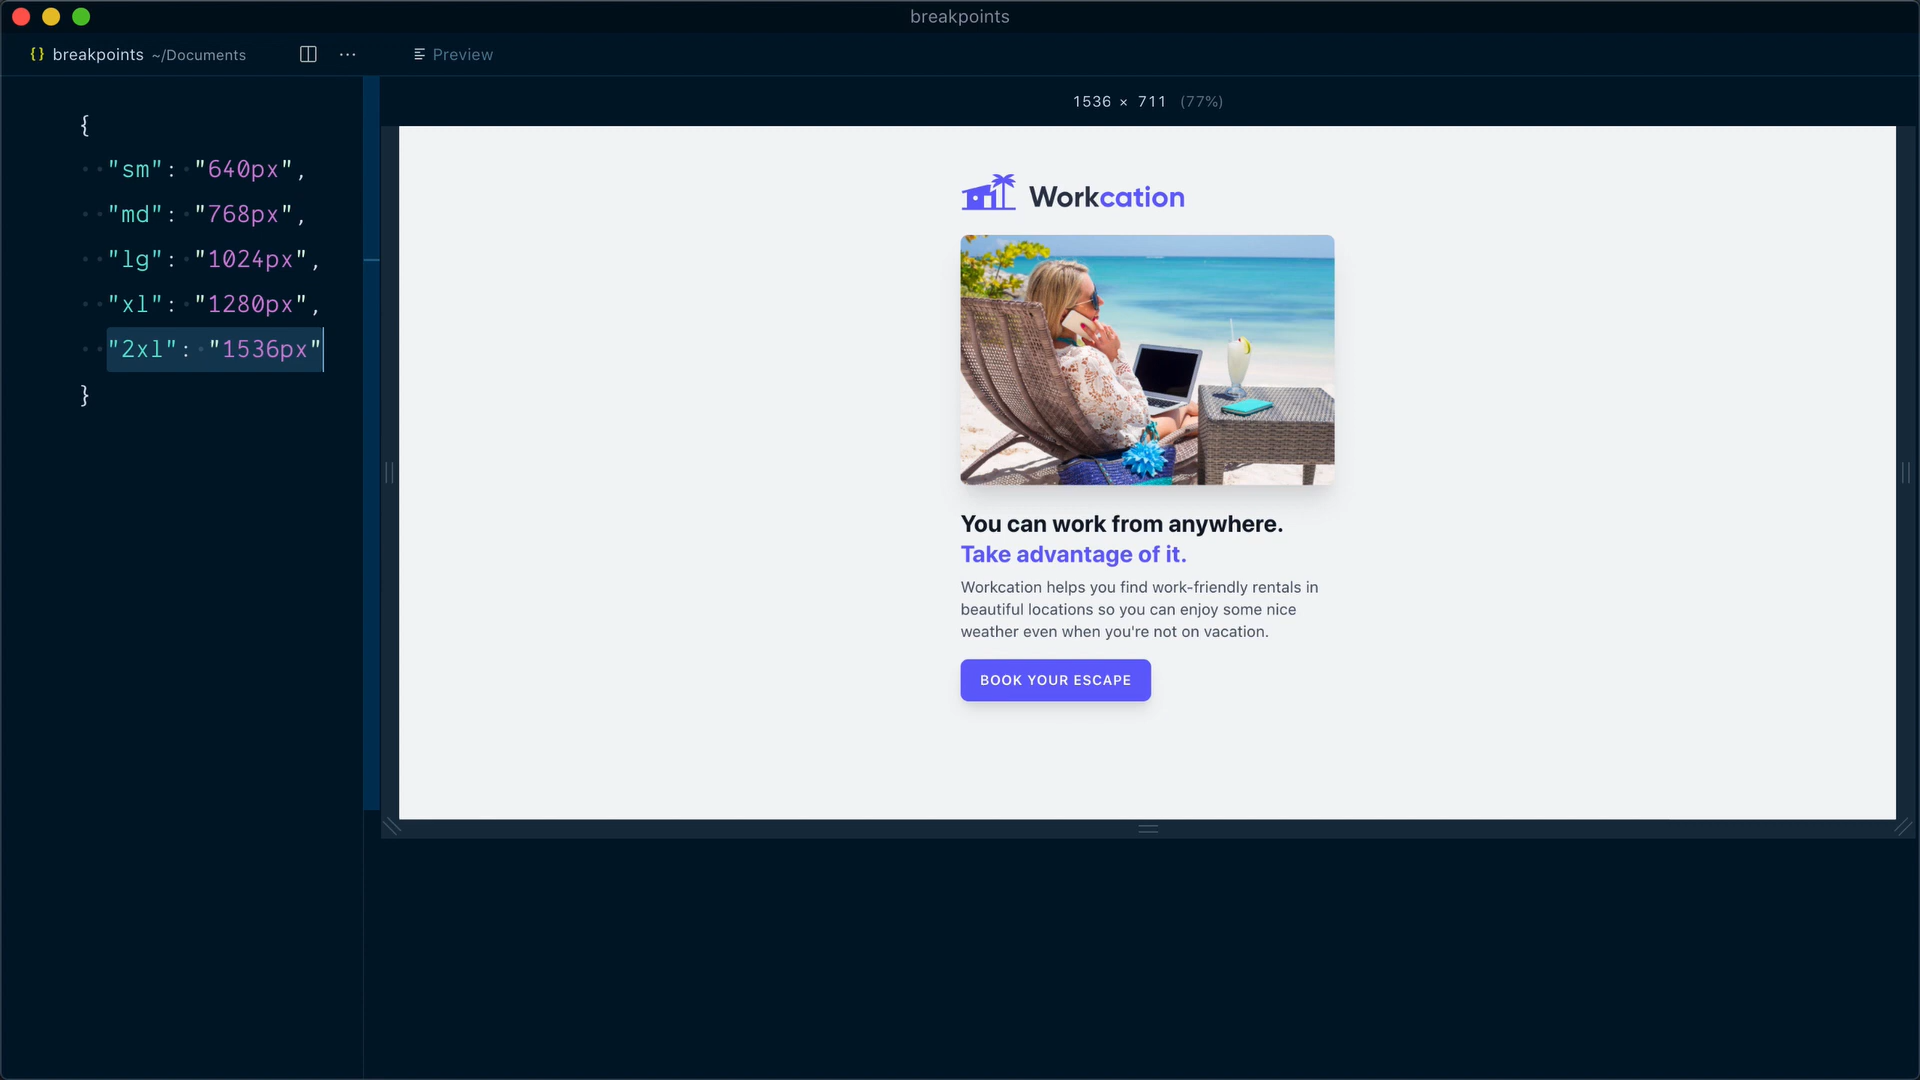 breakpoints
{} breakpoints ~/Documents
Preview
1536 × 711 (77%)
{
"sm": "640px",
"md": "768px",
"lg": "1024px",
"xl": "1280px",
"2xl": "1536px"
}
Workcation
You can work from anywhere.
Take advantage of it.
Workcation helps you find work-friendly rentals in
beautiful locations so you can enjoy some nice
weather even when you're not on vacation.
BOOK YOUR ESCAPE